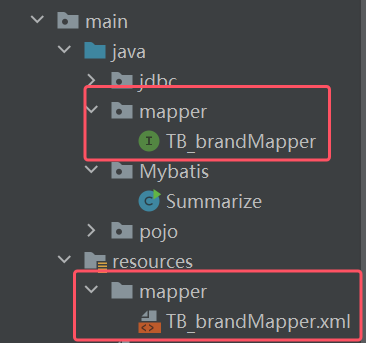 main
java
jdbc
mapper
TB_brandMapper
Mybatis
Summarize
pojo
resources
mapper
TB_brandMapper.xml